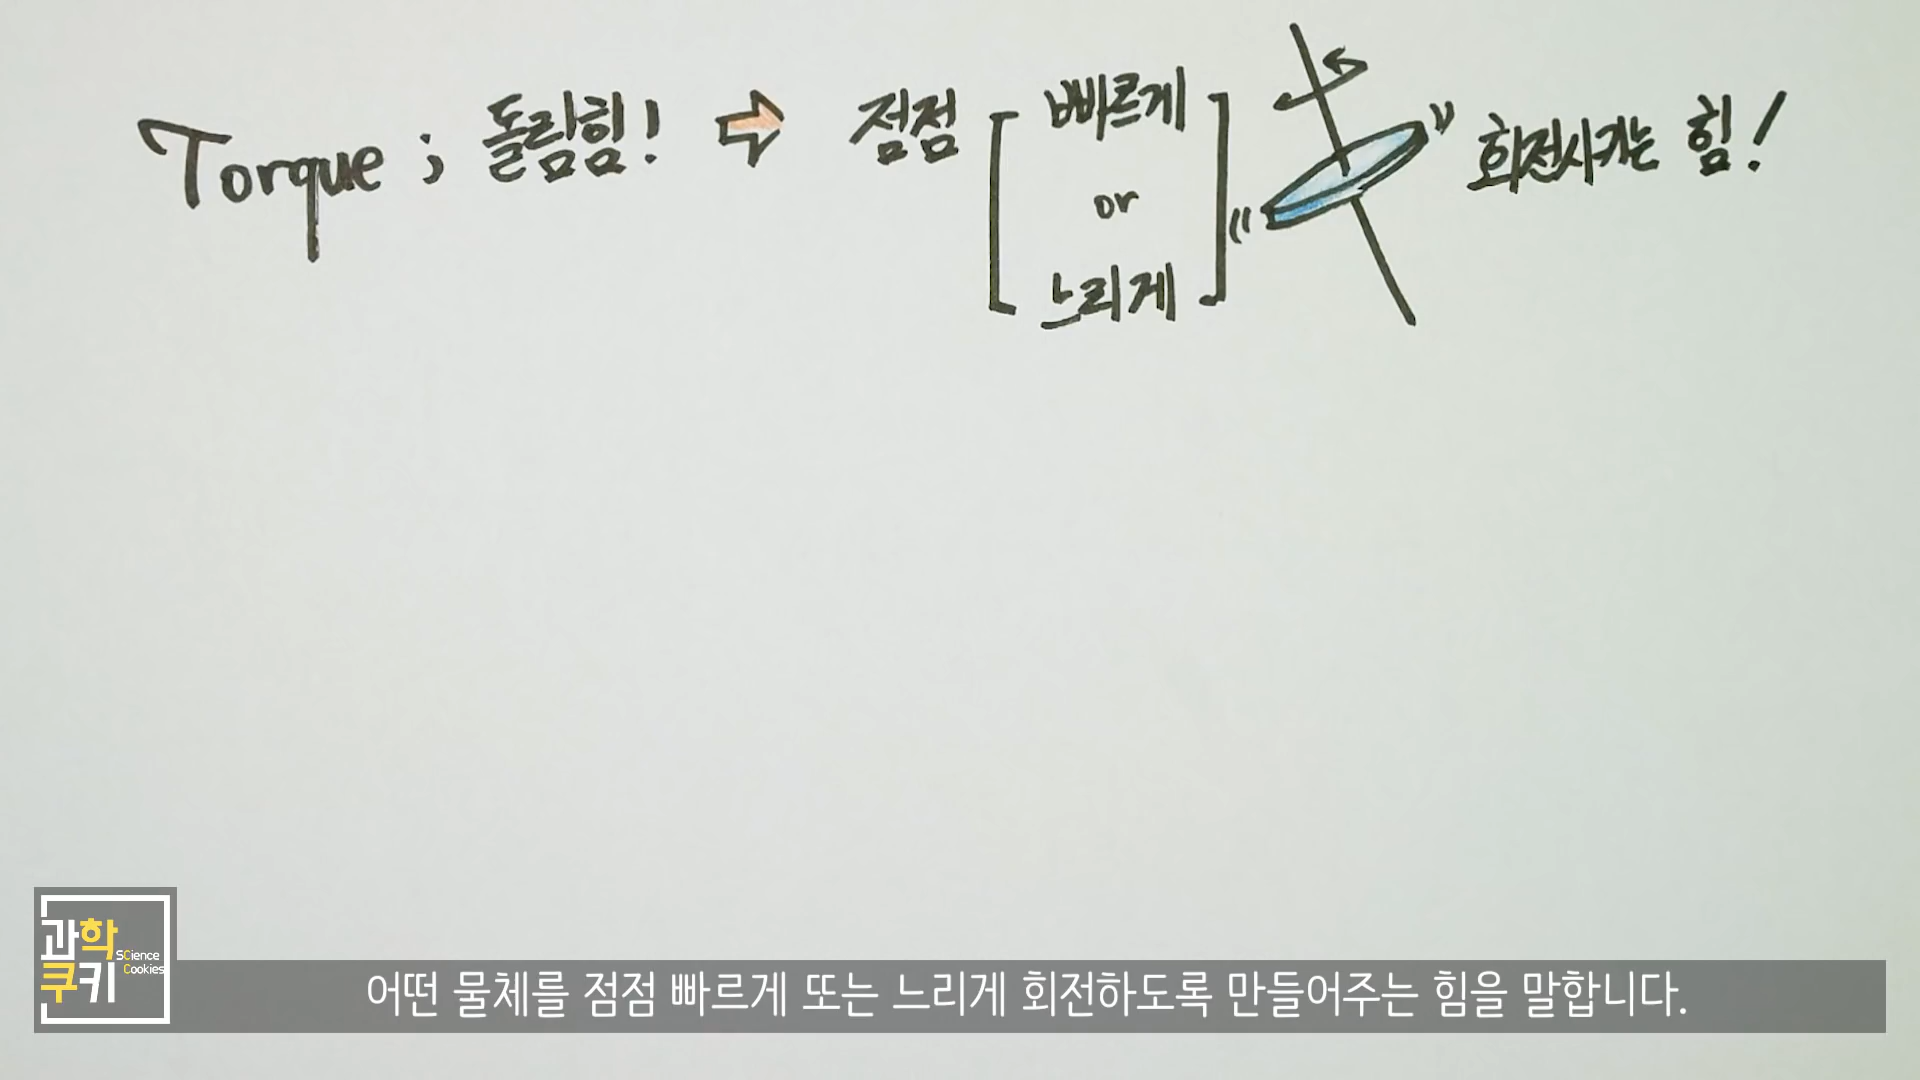 Torque ; 돌림힘! ⇨ 점점 [ 빠르게 or 느리게 ] 회전시키는 힘!
과학
쿠키
Science
Cookies
어떤 물체를 점점 빠르게 또는 느리게 회전하도록 만들어주는 힘을 말합니다.